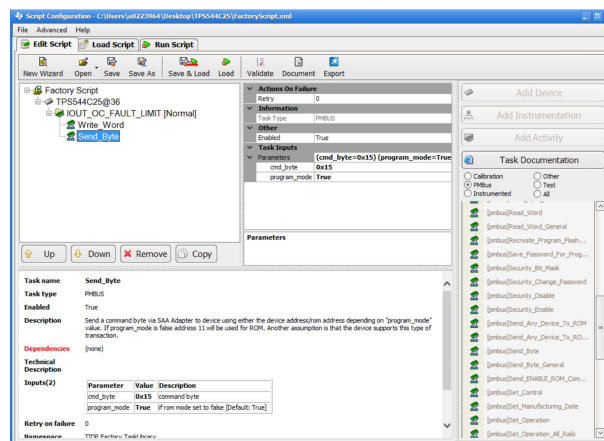 Script Configuration - C:\Users\a0223964\Desktop\TPS544C25\FactoryScript.xml
File Advanced Help
Edit Script Load Script Run Script
New Wizard Open Save Save As Save & Load Load Validate Document Export
Factory Script
TPS544C25@36
IOUT_OC_FAULT_LIMIT [Normal]
Write_Word
Send_Byte
Actions On Failure
Retry 0
Information
Task Type PMBUS
Other
Enabled True
Task Inputs
Parameters (cmd_byte=0x15) (program_mode=True
cmd_byte 0x15
program_mode True
Parameters
Up Down Remove Copy
Task name Send_Byte
Task type PMBUS
Enabled True
Description Send a command byte via SAA Adapter to device using either the device address/rom address depending on "program_mode"
value. If program_mode is false address 11 will be used for ROM. Another assumption is that the device supports this type of
transaction.
Dependencies (none)
Technical
Description
Inputs(2)
Parameter Value Description
cmd_byte 0x15 command byte
program_mode True if rom mode set to false [Default: True]
Retry on failure 0
Namespace TIDP.Factory.TaskLibrary
Add Device
Add Instrumentation
Add Activity
Task Documentation
Calibration Other
PMBus Test
Instrumented All
[pmbus]Read_Word
[pmbus]Read_Word_General
[pmbus]Recreate_Program_Flash...
[pmbus]Save_Password_For_Prog...
[pmbus]Security_Bit_Mask
[pmbus]Security_Change_Password
[pmbus]Security_Disable
[pmbus]Security_Enable
[pmbus]Send_Any_Device_To_ROM
[pmbus]Send_Any_Device_To_RO...
[pmbus]Send_Byte
[pmbus]Send_Byte_General
[pmbus]Send_ENABLE_ROM_Com...
[pmbus]Set_Control
[pmbus]Set_Manufacturing_Date
[pmbus]Set_Operation
[pmbus]Set_Operation_All_Rails